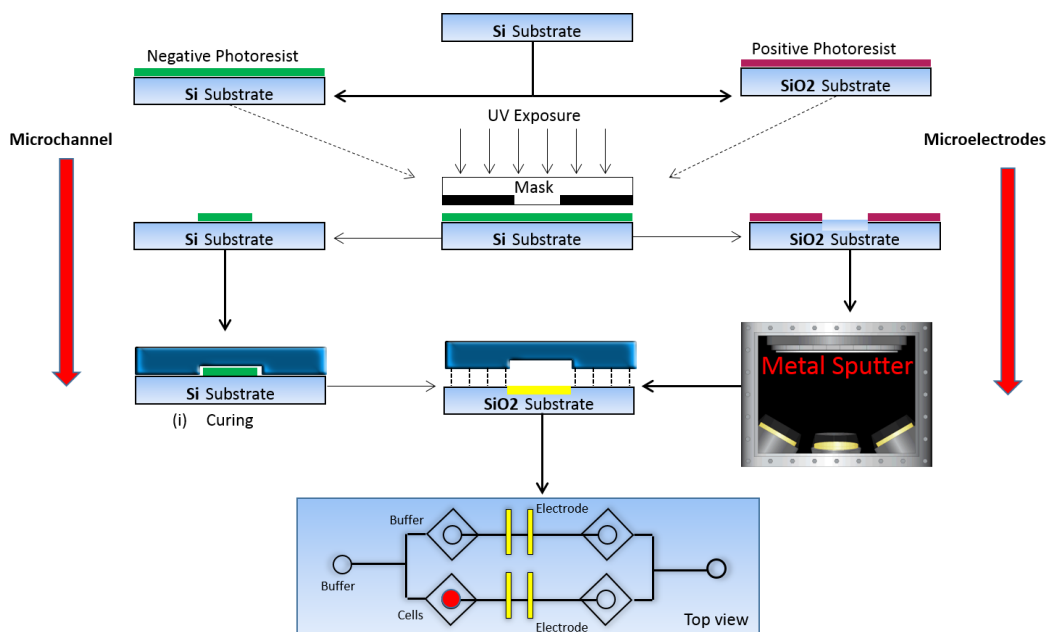 Si Substrate
Negative Photoresist
Positive Photoresist
Si Substrate
SiO2 Substrate
UV Exposure
Microchannel
Microelectrodes
Mask
Si Substrate
Si Substrate
SiO2 Substrate
Metal Sputter
Si Substrate
SiO2 Substrate
(i) Curing
Buffer
Electrode
Buffer
Cells
Electrode
Top view